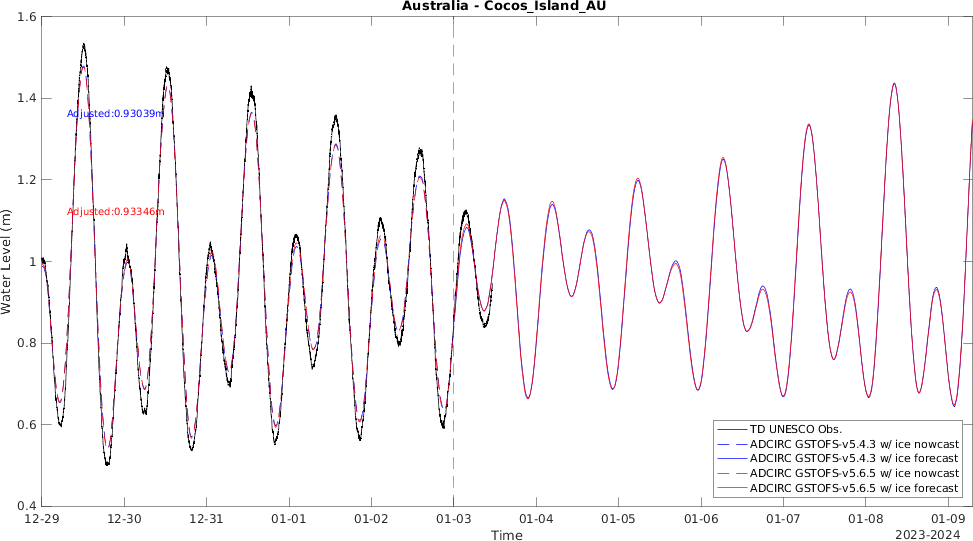 Australia - Cocos_Island_AU
1.6
1.4
1.2
1
0.8
0.6
0.4
Water Level (m)
Adjusted:0.93039m
Adjusted:0.93346m
TD UNESCO Obs.
ADCIRC GSTOFS-v5.4.3 w/ ice nowcast
ADCIRC GSTOFS-v5.4.3 w/ ice forecast
ADCIRC GSTOFS-v5.6.5 w/ ice nowcast
ADCIRC GSTOFS-v5.6.5 w/ ice forecast
12-29 12-30 12-31 01-01 01-02 01-03 01-04 01-05 01-06 01-07 01-08 01-09
Time
2023-2024